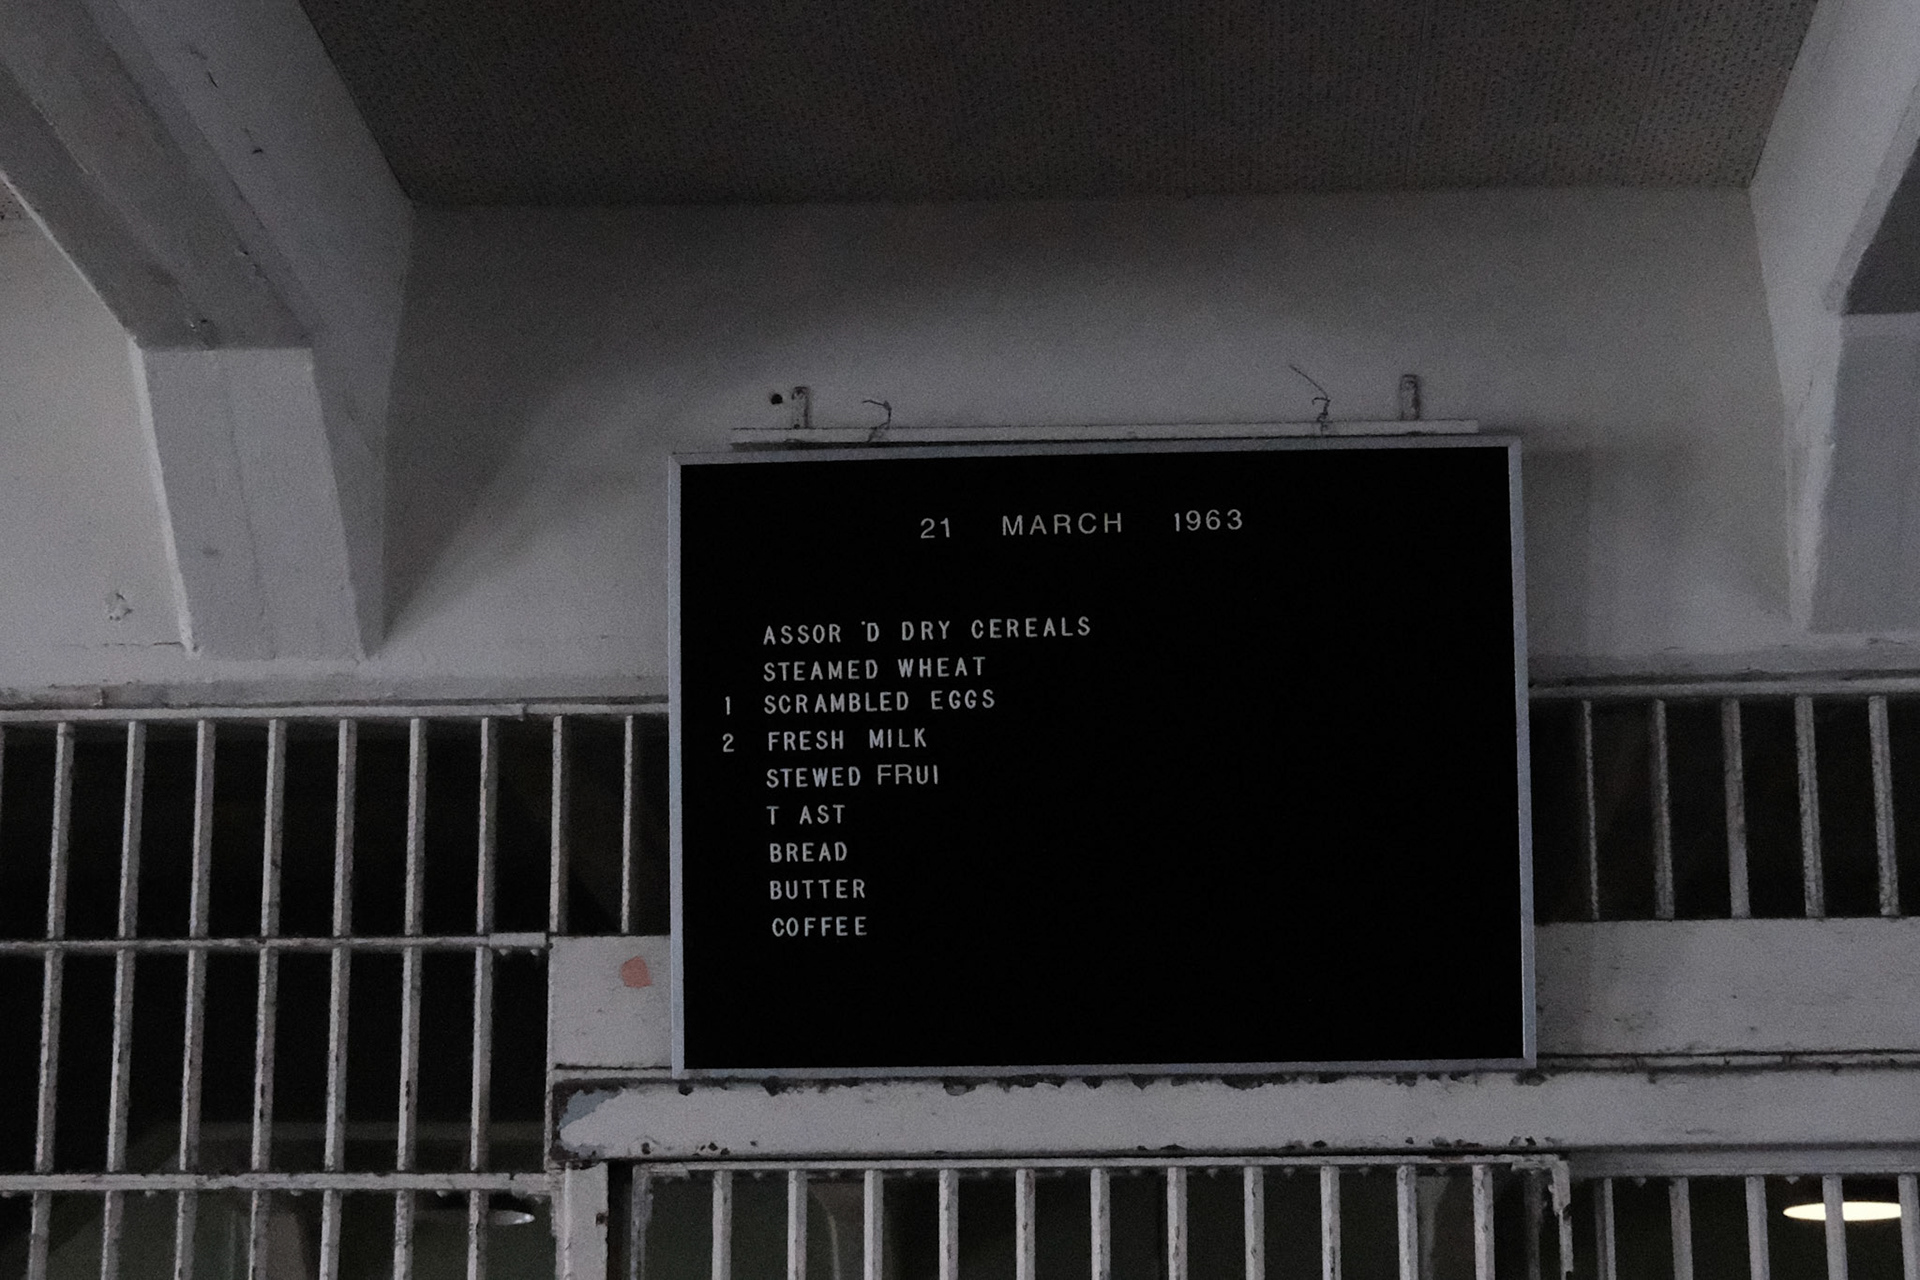 21 MARCH 1963
ASSOR 'D DRY CEREALS
STEAMED WHEAT
1 SCRAMBLED EGGS
2 FRESH MILK
STEWED FRUI
T AST
BREAD
BUTTER
COFFEE